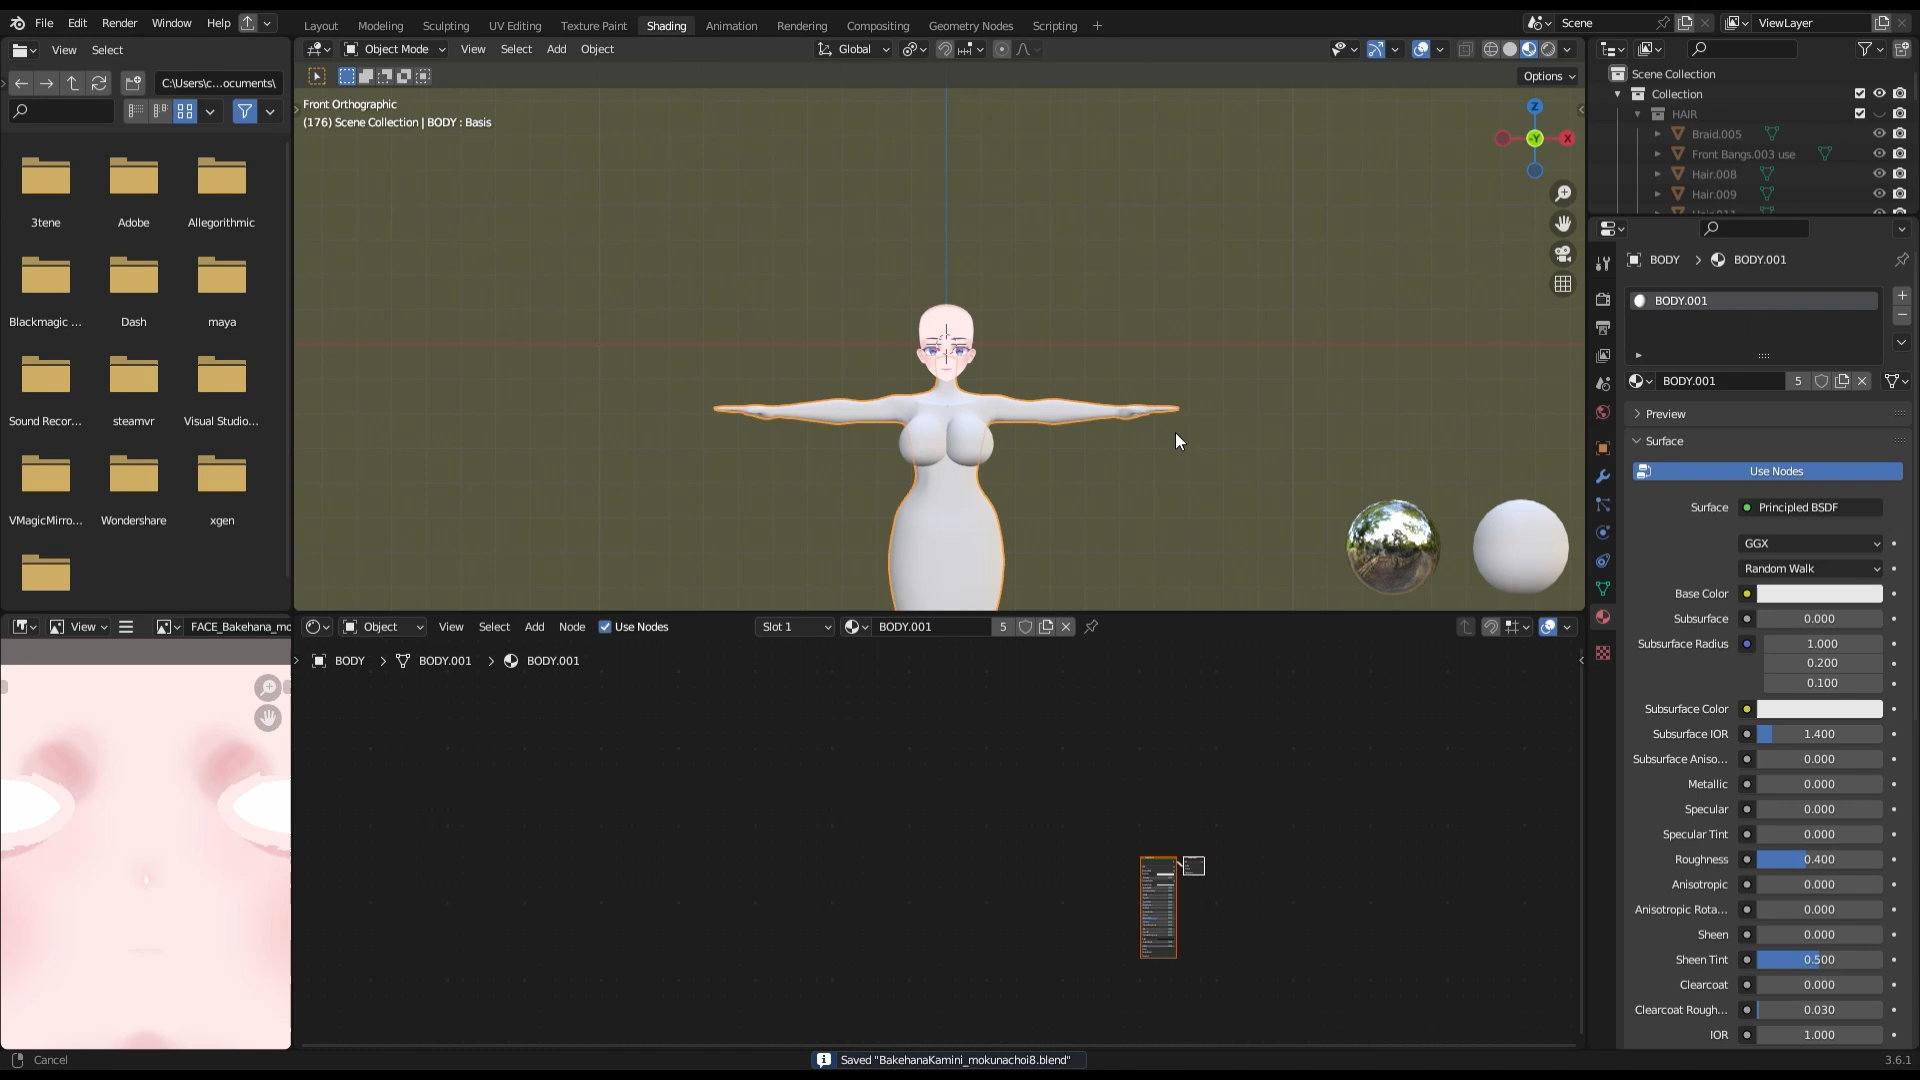 File Edit Render Window Help
Layout Modeling Sculpting UV Editing Texture Paint Shading Animation Rendering Compositing Geometry Nodes Scripting +
Scene
ViewLayer
View Select
C:\Users\c...ocuments\
3tene Adobe Allegorithmic
Blackmagic ... Dash maya
Sound Recor... steamvr Visual Studio...
VMagicMirro... Wondershare xgen
Object Mode View Select Add Object
Global
Options
Front Orthographic
(176) Scene Collection | BODY : Basis
Z
-Y
X
Scene Collection
Collection
HAIR
Braid.005
Front Bangs.003 use
Hair.008
Hair.009
Hair.011
BODY > BODY.001
BODY.001
BODY.001 5
Preview
Surface
Use Nodes
Surface Principled BSDF
GGX
Random Walk
Base Color
Subsurface 0.000
Subsurface Radius 1.000
0.200
0.100
Subsurface Color
Subsurface IOR 1.400
Subsurface Aniso... 0.000
Metallic 0.000
Specular 0.000
Specular Tint 0.000
Roughness 0.400
Anisotropic 0.000
Anisotropic Rota... 0.000
Sheen 0.000
Sheen Tint 0.500
Clearcoat 0.000
Clearcoat Rough... 0.030
IOR 1.000
View
FACE_Bakehana_mo
Object View Select Add Node Use Nodes
Slot 1
BODY.001 5
BODY > BODY.001 > BODY.001
Cancel
Saved "BakehanaKamini_mokunachoi8.blend"
3.6.1